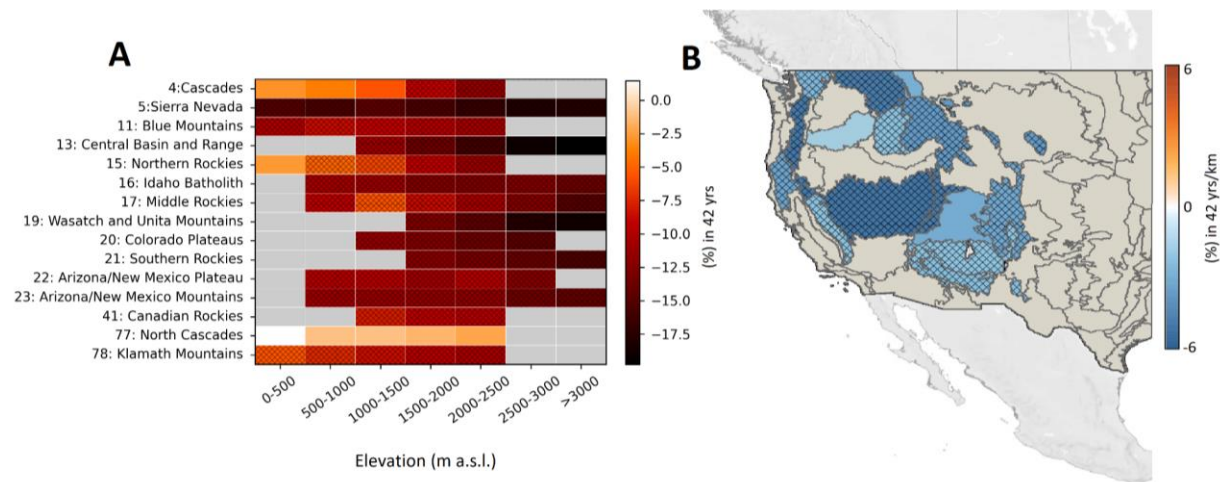 A
4:Cascades
5:Sierra Nevada
11: Blue Mountains
13: Central Basin and Range
15: Northern Rockies
16: Idaho Batholith
17: Middle Rockies
19: Wasatch and Unita Mountains
20: Colorado Plateaus
21: Southern Rockies
22: Arizona/New Mexico Plateau
23: Arizona/New Mexico Mountains
41: Canadian Rockies
77: North Cascades
78: Klamath Mountains
0-500
500-1000
1000-1500
1500-2000
2000-2500
2500-3000
>3000
Elevation (m a.s.l.)
0.0
−2.5
−5.0
−7.5
−10.0
−12.5
−15.0
−17.5
(%) in 42 yrs
B
6
0
-6
(%) in 42 yrs/km